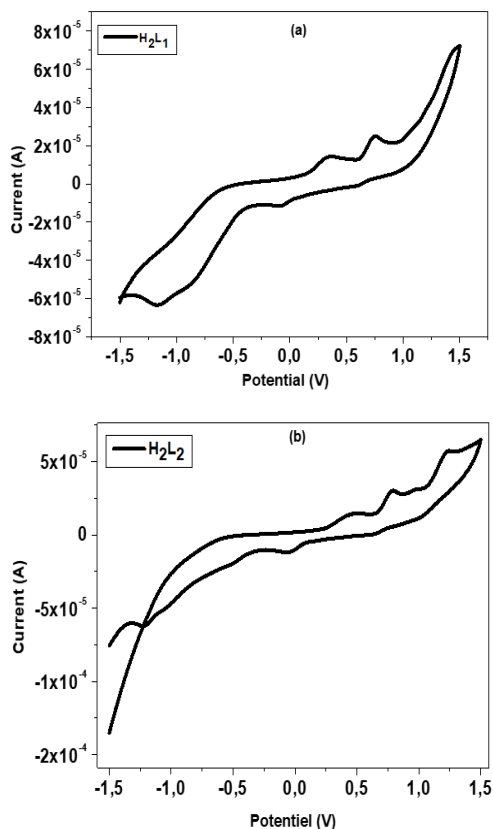 (a)
H₂L₁
8x10⁻⁵
6x10⁻⁵
4x10⁻⁵
2x10⁻⁵
0
-2x10⁻⁵
-4x10⁻⁵
-6x10⁻⁵
-8x10⁻⁵
Current (A)
-1,5 -1,0 -0,5 0,0 0,5 1,0 1,5
Potential (V)
(b)
H₂L₂
5x10⁻⁵
0
-5x10⁻⁵
-1x10⁻⁴
-2x10⁻⁴
Current (A)
-1,5 -1,0 -0,5 0,0 0,5 1,0 1,5
Potentiel (V)